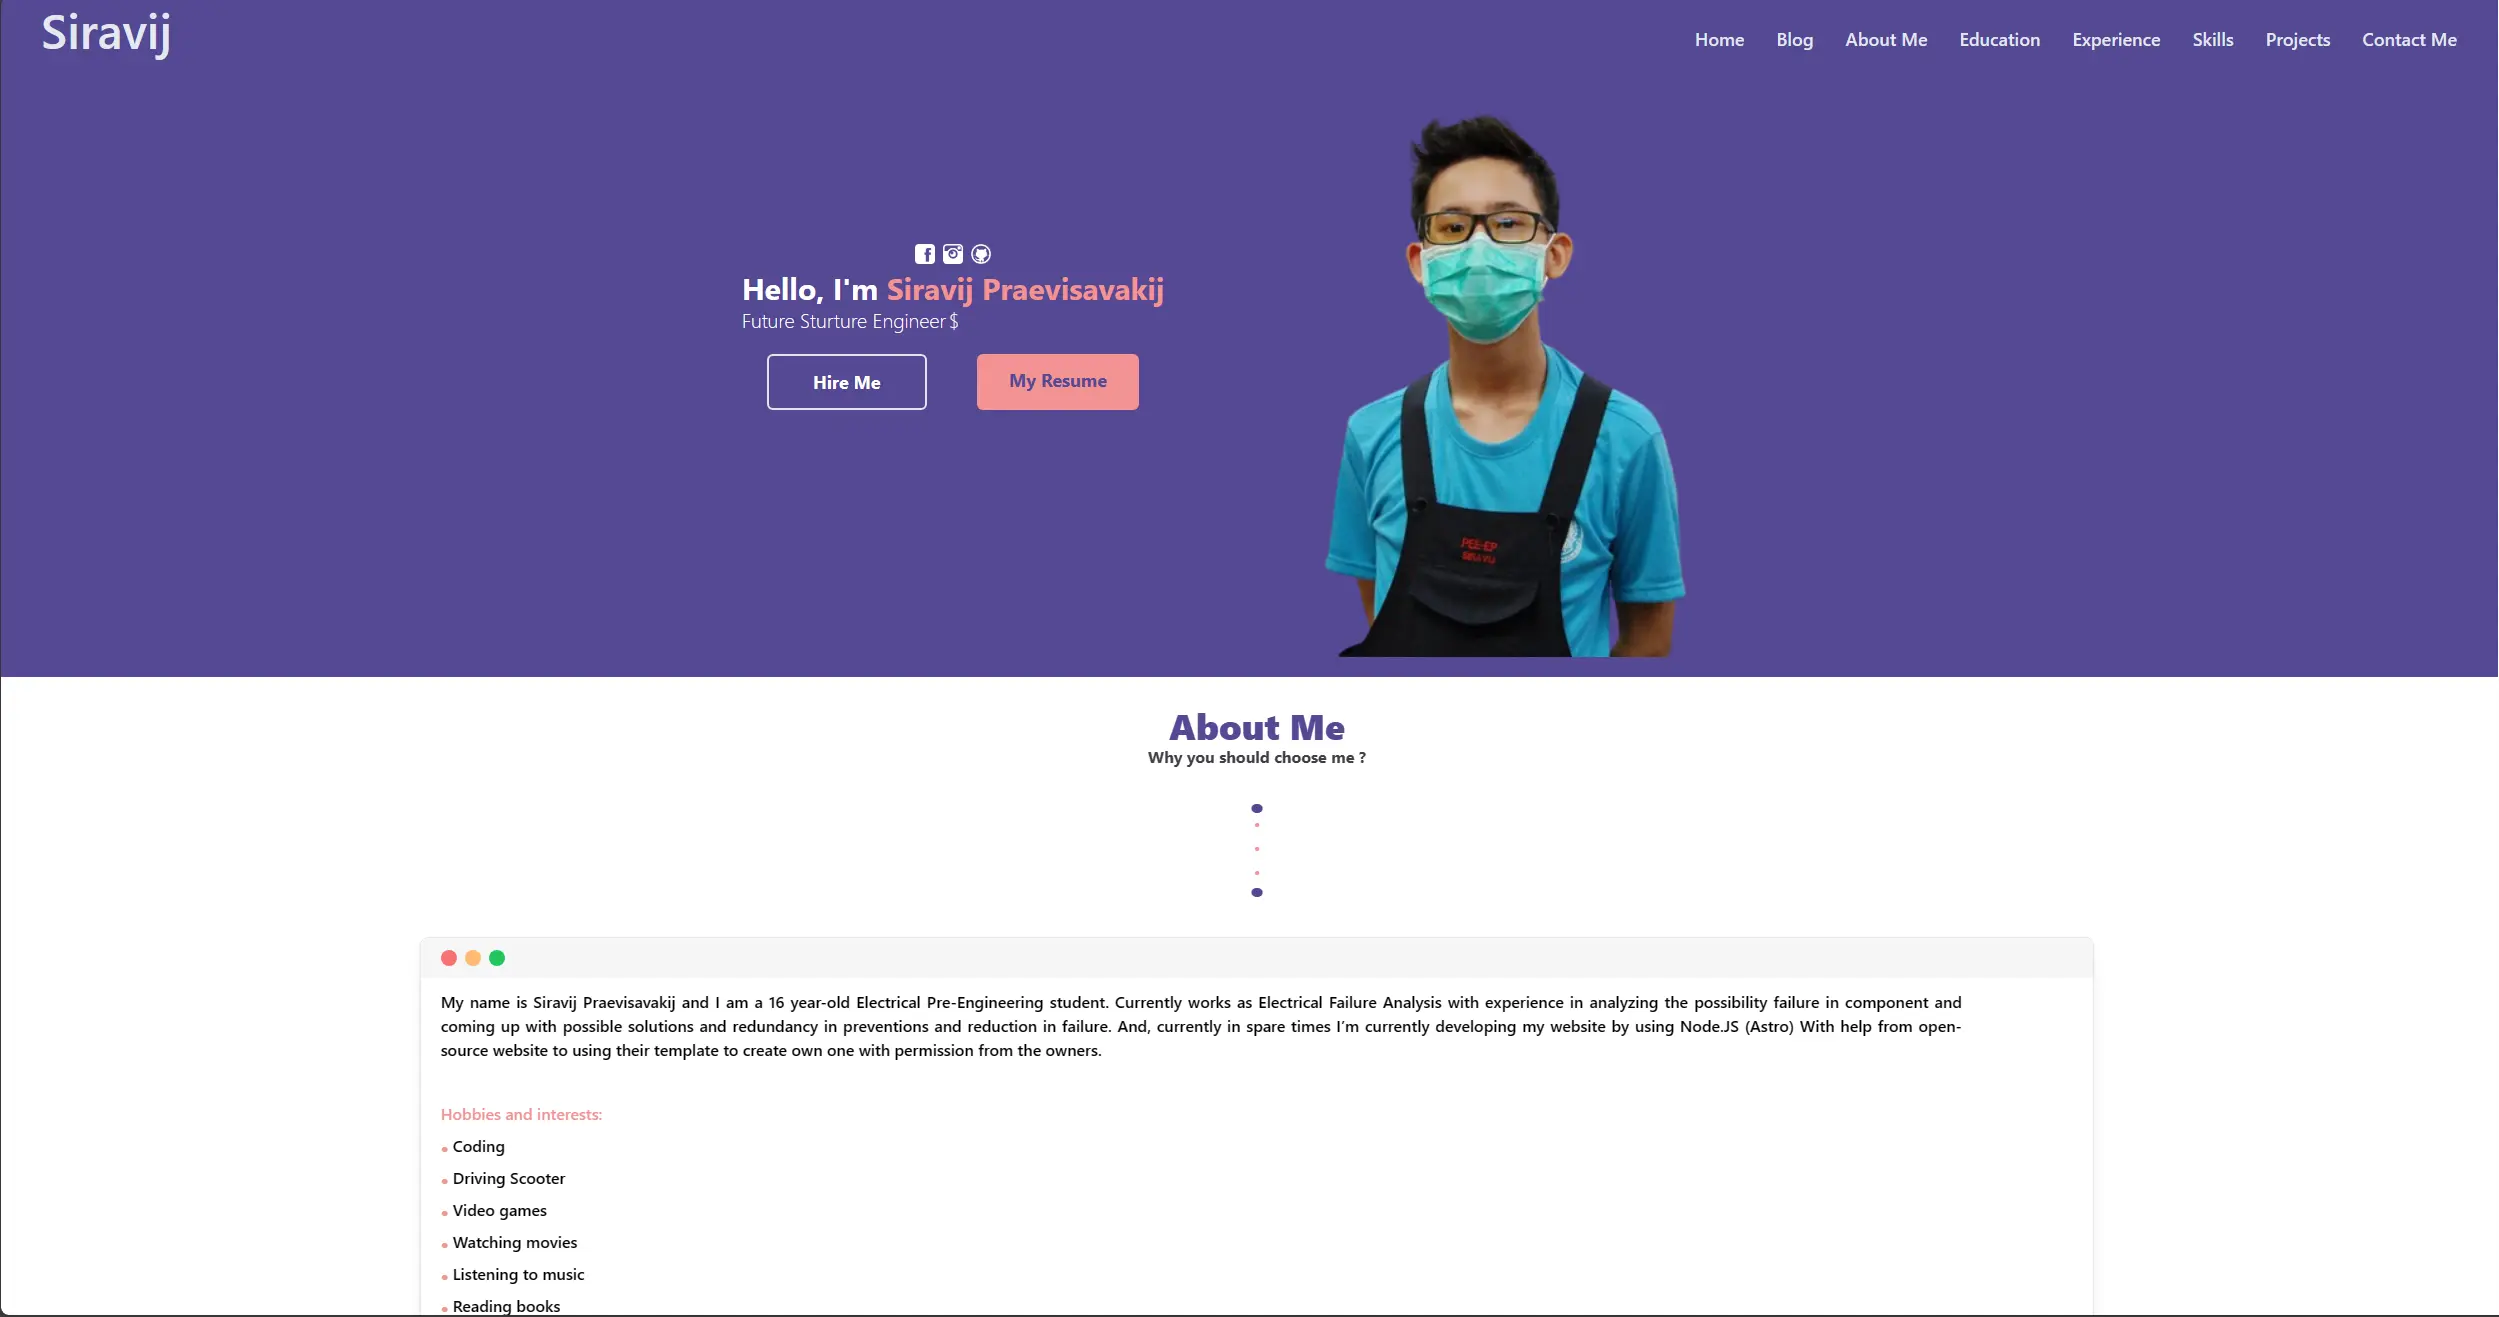 Siravij
Home Blog About Me Education Experience Skills Projects Contact Me
Hello, I'm Siravij Praevisavakij
Future Sturture Engineer $
Hire Me
My Resume
PEE-EP
SIRAVIJ
About Me
Why you should choose me ?
My name is Siravij Praevisavakij and I am a 16 year-old Electrical Pre-Engineering student. Currently works as Electrical Failure Analysis with experience in analyzing the possibility failure in component and
coming up with possible solutions and redundancy in preventions and reduction in failure. And, currently in spare times I'm currently developing my website by using Node.JS (Astro) With help from open-
source website to using their template to create own one with permission from the owners.
Hobbies and interests:
Coding
Driving Scooter
Video games
Watching movies
Listening to music
Reading books